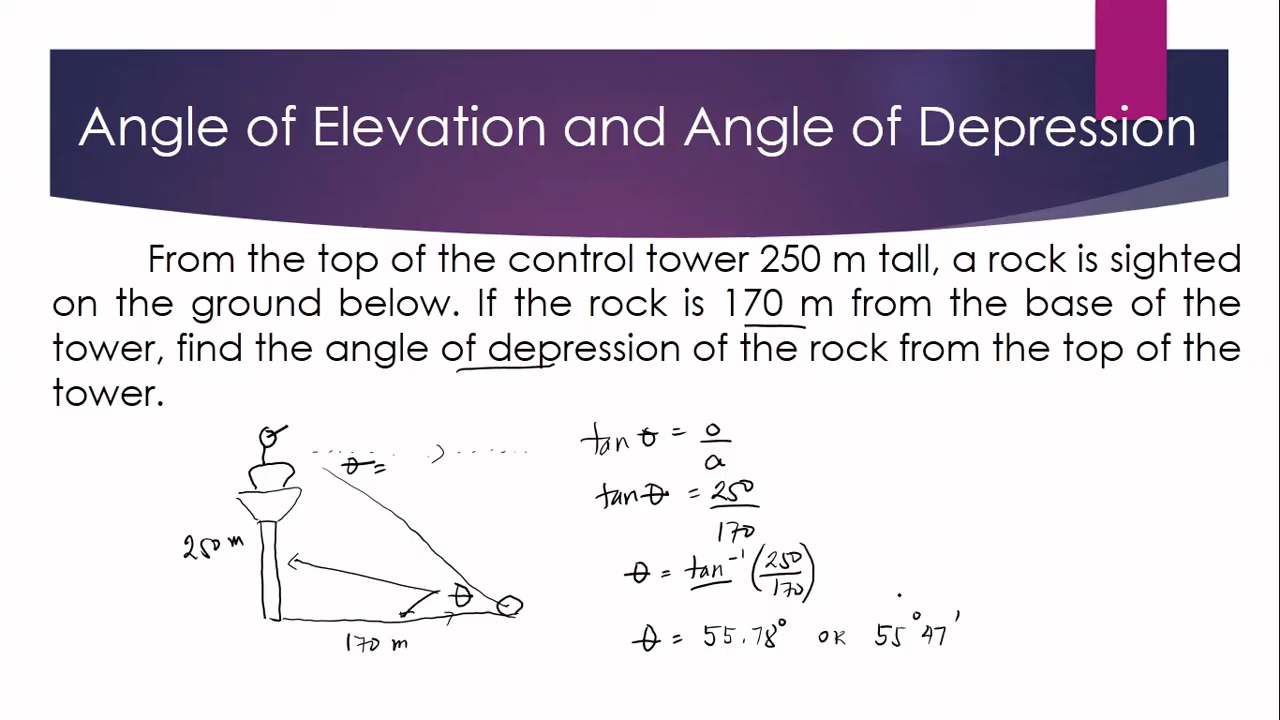 Angle of Elevation and Angle of Depression
From the top of the control tower 250 m tall, a rock is sighted
on the ground below. If the rock is 170 m from the base of the
tower, find the angle of depression of the rock from the top of the
tower.
θ =
250 m
θ
170 m
tan θ = o/a
tan θ = 250/170
θ = tan⁻¹ (250/170)
θ = 55.78° OR 55°47'